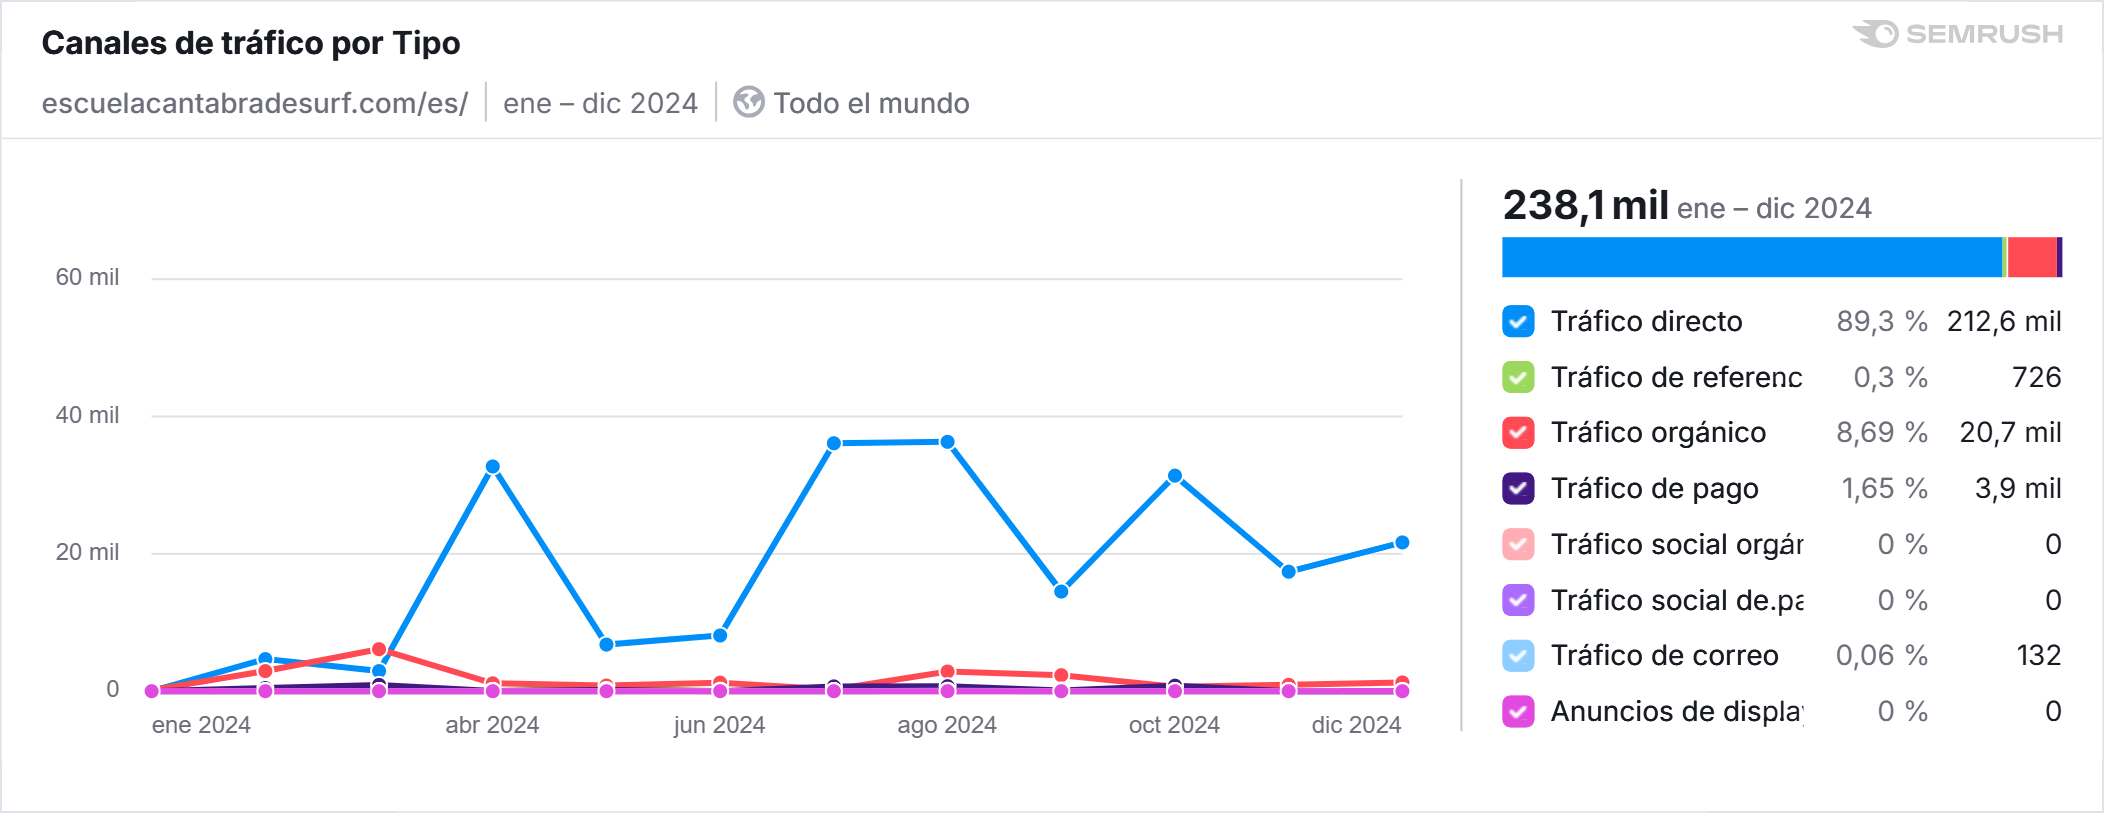 Canales de tráfico por Tipo
SEMRUSH
escuelacantabradesurf.com/es/ ene – dic 2024 Todo el mundo
60 mil
40 mil
20 mil
0
ene 2024 abr 2024 jun 2024 ago 2024 oct 2024 dic 2024
238,1 mil ene – dic 2024
Tráfico directo 89,3 % 212,6 mil
Tráfico de referenc 0,3 % 726
Tráfico orgánico 8,69 % 20,7 mil
Tráfico de pago 1,65 % 3,9 mil
Tráfico social orgán 0 % 0
Tráfico social de pa 0 % 0
Tráfico de correo 0,06 % 132
Anuncios de display 0 % 0